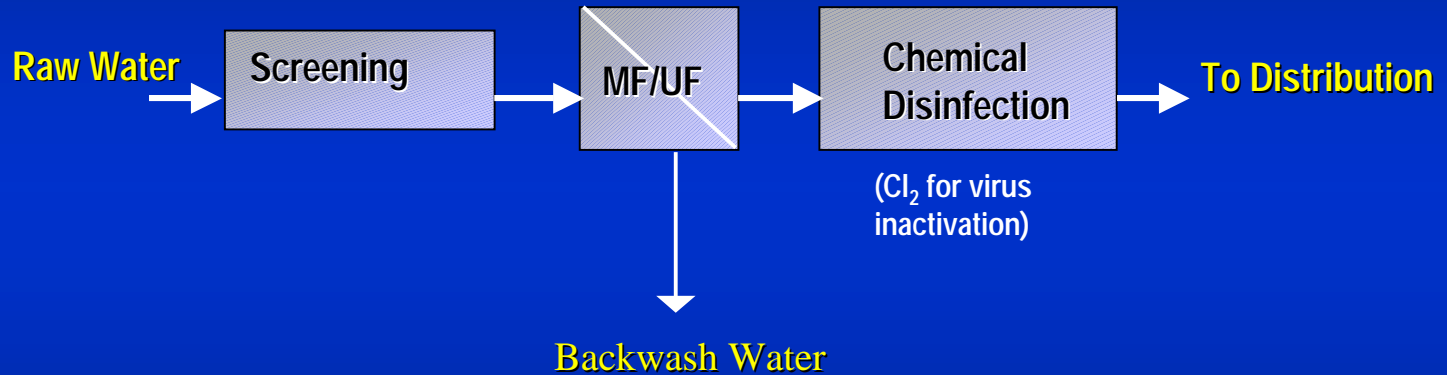 Raw Water
Screening
MF/UF
Chemical
Disinfection
To Distribution
(Cl₂ for virus
inactivation)
Backwash Water